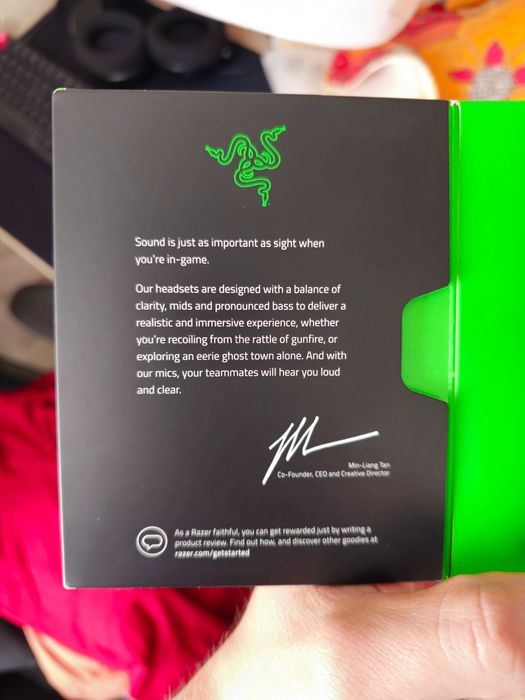 Sound is just as important as sight when
you're in-game.
Our headsets are designed with a balance of
clarity, mids and pronounced bass to deliver a
realistic and immersive experience, whether
you're recoiling from the rattle of gunfire, or
exploring an eerie ghost town alone. And with
our mics, your teammates will hear you loud
and clear.
Min-Liang Tan
Co-Founder, CEO and Creative Director
As a Razer faithful, you can get rewarded just by writing a
product review. Find out how, and discover other goodies at
razer.com/getstarted